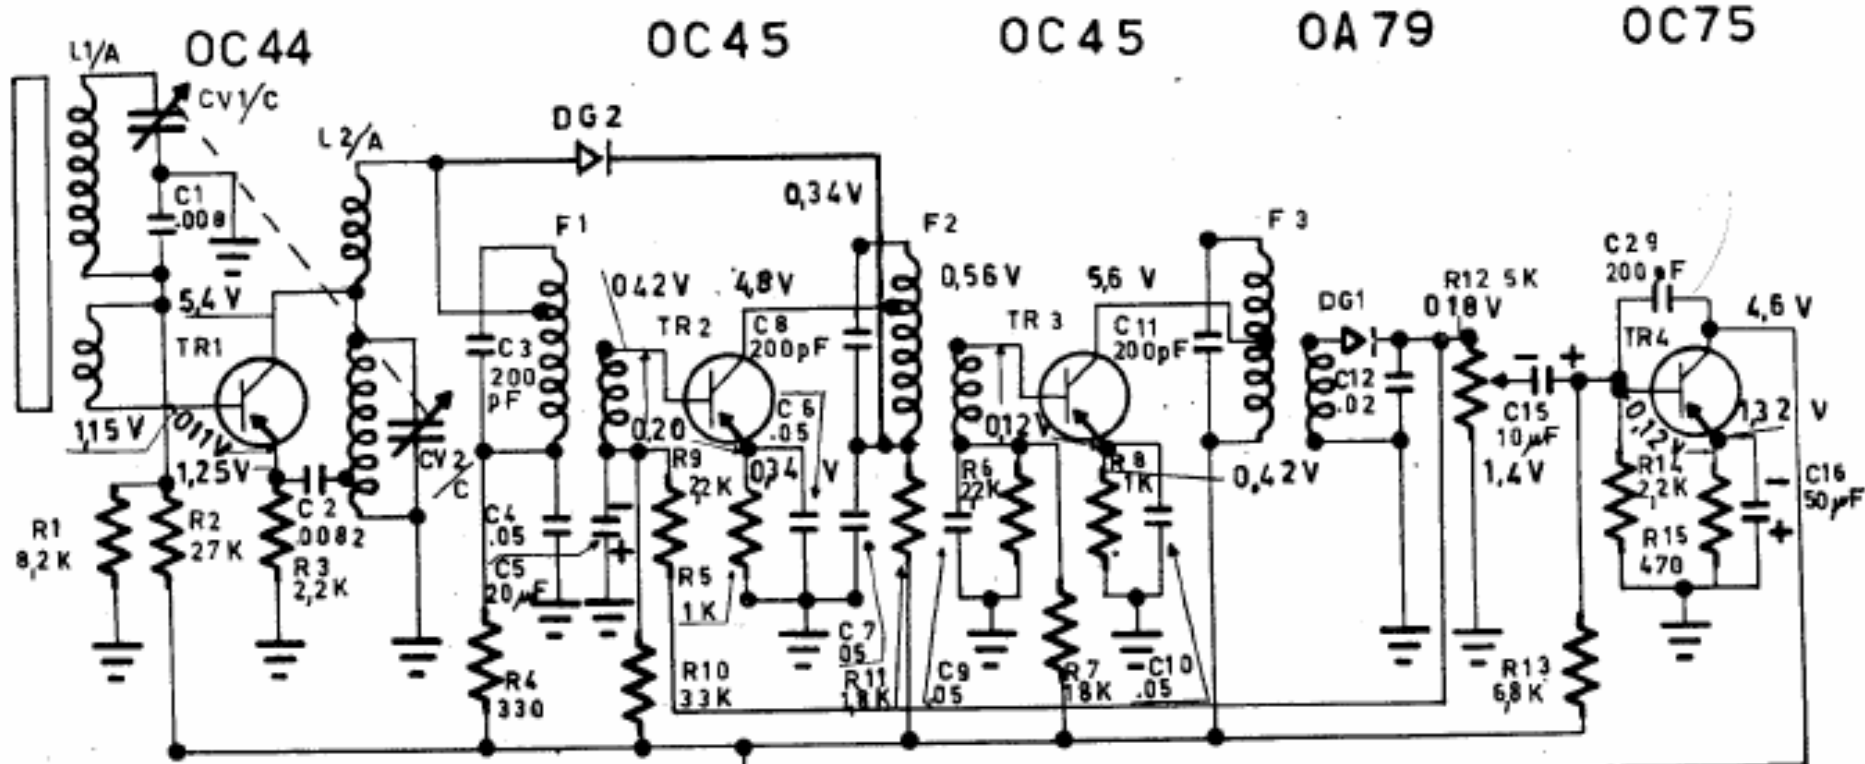 OC44
OC45
OC45
OA79
OC75
L1/A
CV1/C
L2/A
DG2
C1
.008
5,4 V
TR1
1,15 V
0,11V
1,25V
R1
8,2K
R2
27 K
R3
2,2K
C2
.0082
CV2
/C
F1
C3
200
pF
C4
.05
C5
20µF
R4
330
0,42V
TR2
4,8V
0,34V
C8
200pF
F2
0,20
0,34 V
C6
.05
R9
2,2K
R5
1K
R10
33K
C7
.05
R11
1,8K
0,56V
TR3
5,6 V
0,12V
R6
22K
R8
1K
0,42V
C9
.05
R7
18K
C10
.05
C11
200pF
F3
DG1
C12
.02
R12 5K
0,18V
C15
10µF
1,4V
C29
200pF
TR4
4,6V
0,12V
1,32 V
R14
2,2K
R15
470
C16
50µF
R13
6,8K